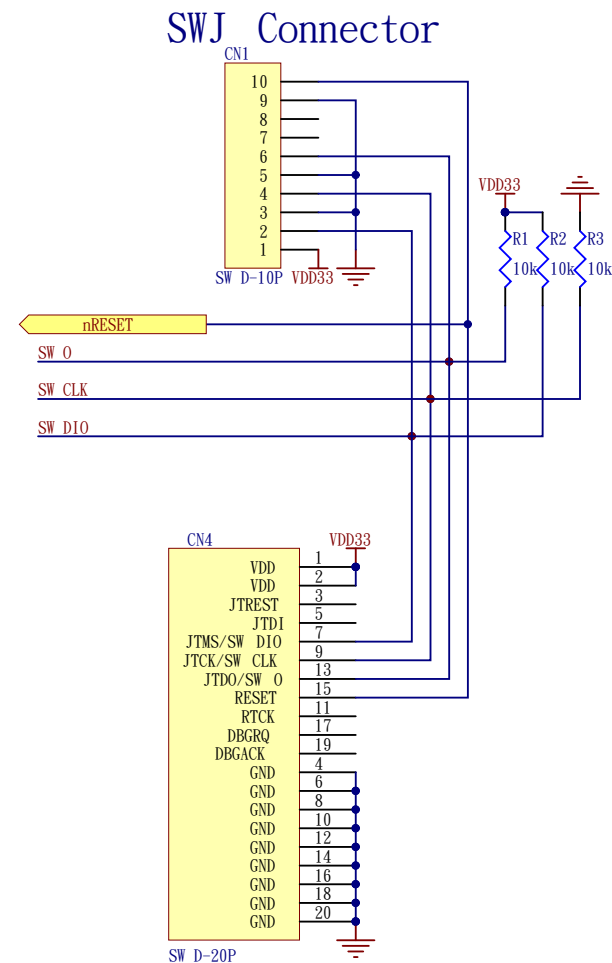 SWJ Connector
CN1
10
9
8
7
6
5
4
3
2
1
SW D-10P VDD33
VDD33
R1 R2 R3
10k 10k 10k
nRESET
SW O
SW CLK
SW DIO
CN4 VDD33
VDD 1
VDD 2
JTREST 3
JTDI 5
JTMS/SW DIO 7
JTCK/SW CLK 9
JTDO/SW O 13
RESET 15
RTCK 11
DBGRQ 17
DBGACK 19
GND 4
GND 6
GND 8
GND 10
GND 12
GND 14
GND 16
GND 18
GND 20
SW D-20P